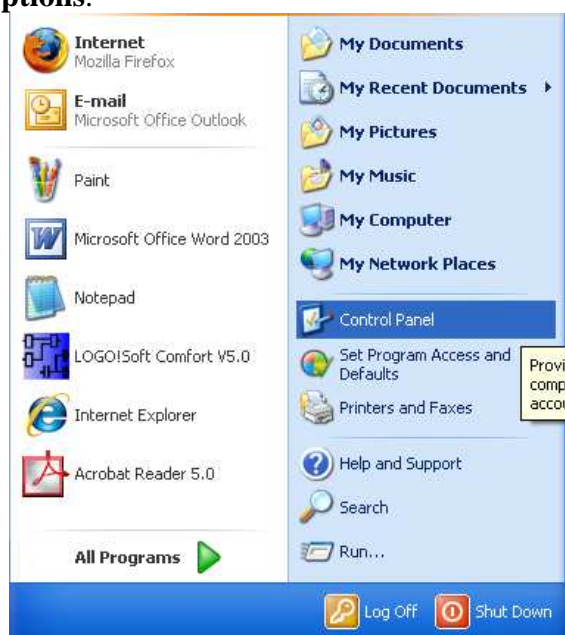 ptions.
Internet
Mozilla Firefox
E-mail
Microsoft Office Outlook
Paint
Microsoft Office Word 2003
Notepad
LOGO!Soft Comfort V5.0
Internet Explorer
Acrobat Reader 5.0
All Programs
My Documents
My Recent Documents
My Pictures
My Music
My Computer
My Network Places
Control Panel
Set Program Access and
Defaults
Printers and Faxes
Provi
comp
accou
Help and Support
Search
Run...
Log Off
Shut Down